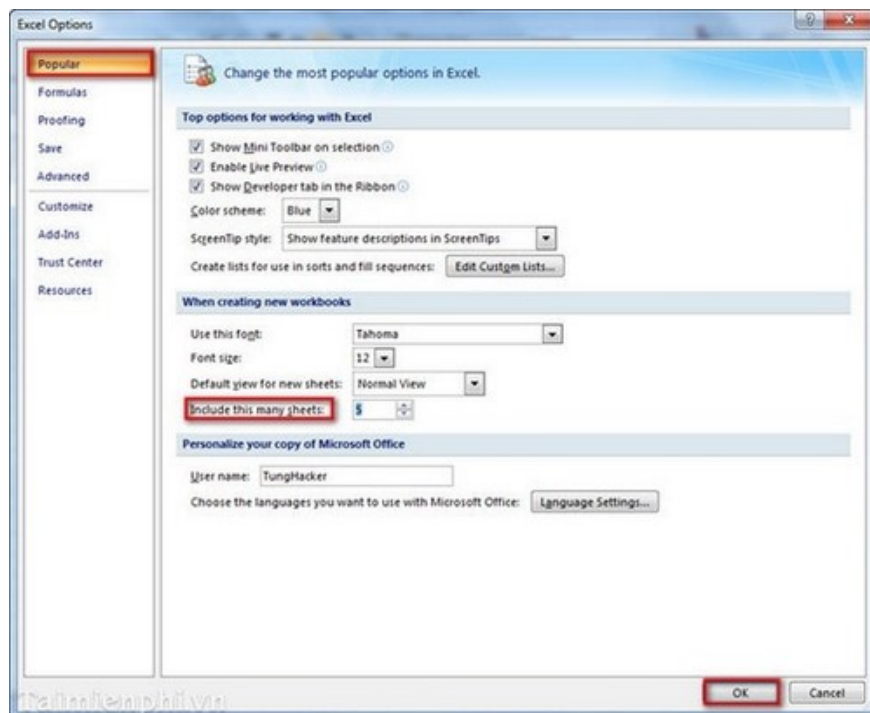 Excel Options
Popular
Formulas
Proofing
Save
Advanced
Customize
Add-Ins
Trust Center
Resources
Change the most popular options in Excel.
Top options for working with Excel
Show Mini Toolbar on selection
Enable Live Preview
Show Developer tab in the Ribbon
Color scheme: Blue
ScreenTip style: Show feature descriptions in ScreenTips
Create lists for use in sorts and fill sequences: Edit Custom Lists...
When creating new workbooks
Use this font: Tahoma
Font size: 12
Default view for new sheets: Normal View
Include this many sheets: 5
Personalize your copy of Microsoft Office
User name: TungHacker
Choose the languages you want to use with Microsoft Office: Language Settings...
OK Cancel
Taimienphi.vn